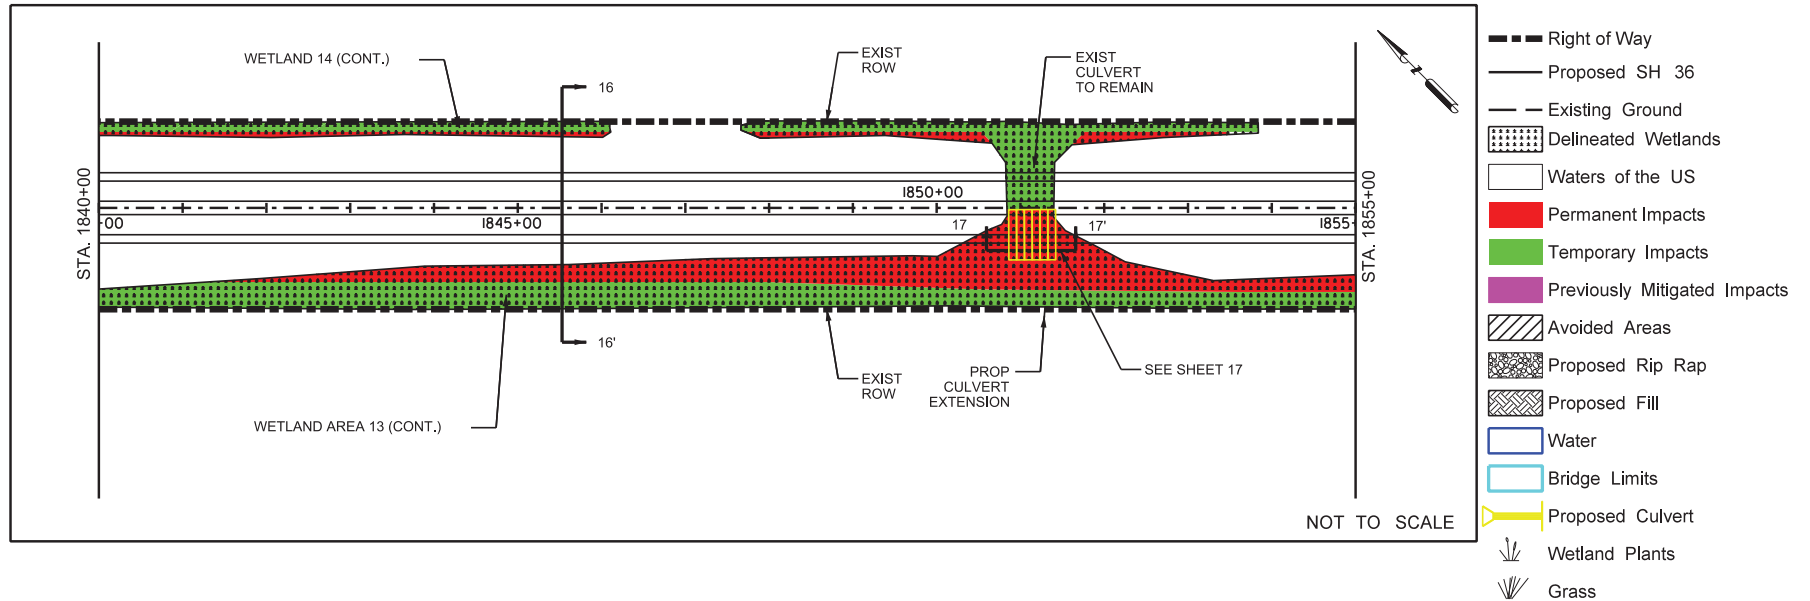 WETLAND 14 (CONT.)
16
EXIST
ROW
EXIST
CULVERT
TO REMAIN
N
STA. 1840+00
STA. 1855+00
1850+00
00
1845+00
17
17'
1855
16'
EXIST
ROW
PROP
CULVERT
EXTENSION
SEE SHEET 17
WETLAND AREA 13 (CONT.)
NOT TO SCALE
Right of Way
Proposed SH 36
Existing Ground
Delineated Wetlands
Waters of the US
Permanent Impacts
Temporary Impacts
Previously Mitigated Impacts
Avoided Areas
Proposed Rip Rap
Proposed Fill
Water
Bridge Limits
Proposed Culvert
Wetland Plants
Grass